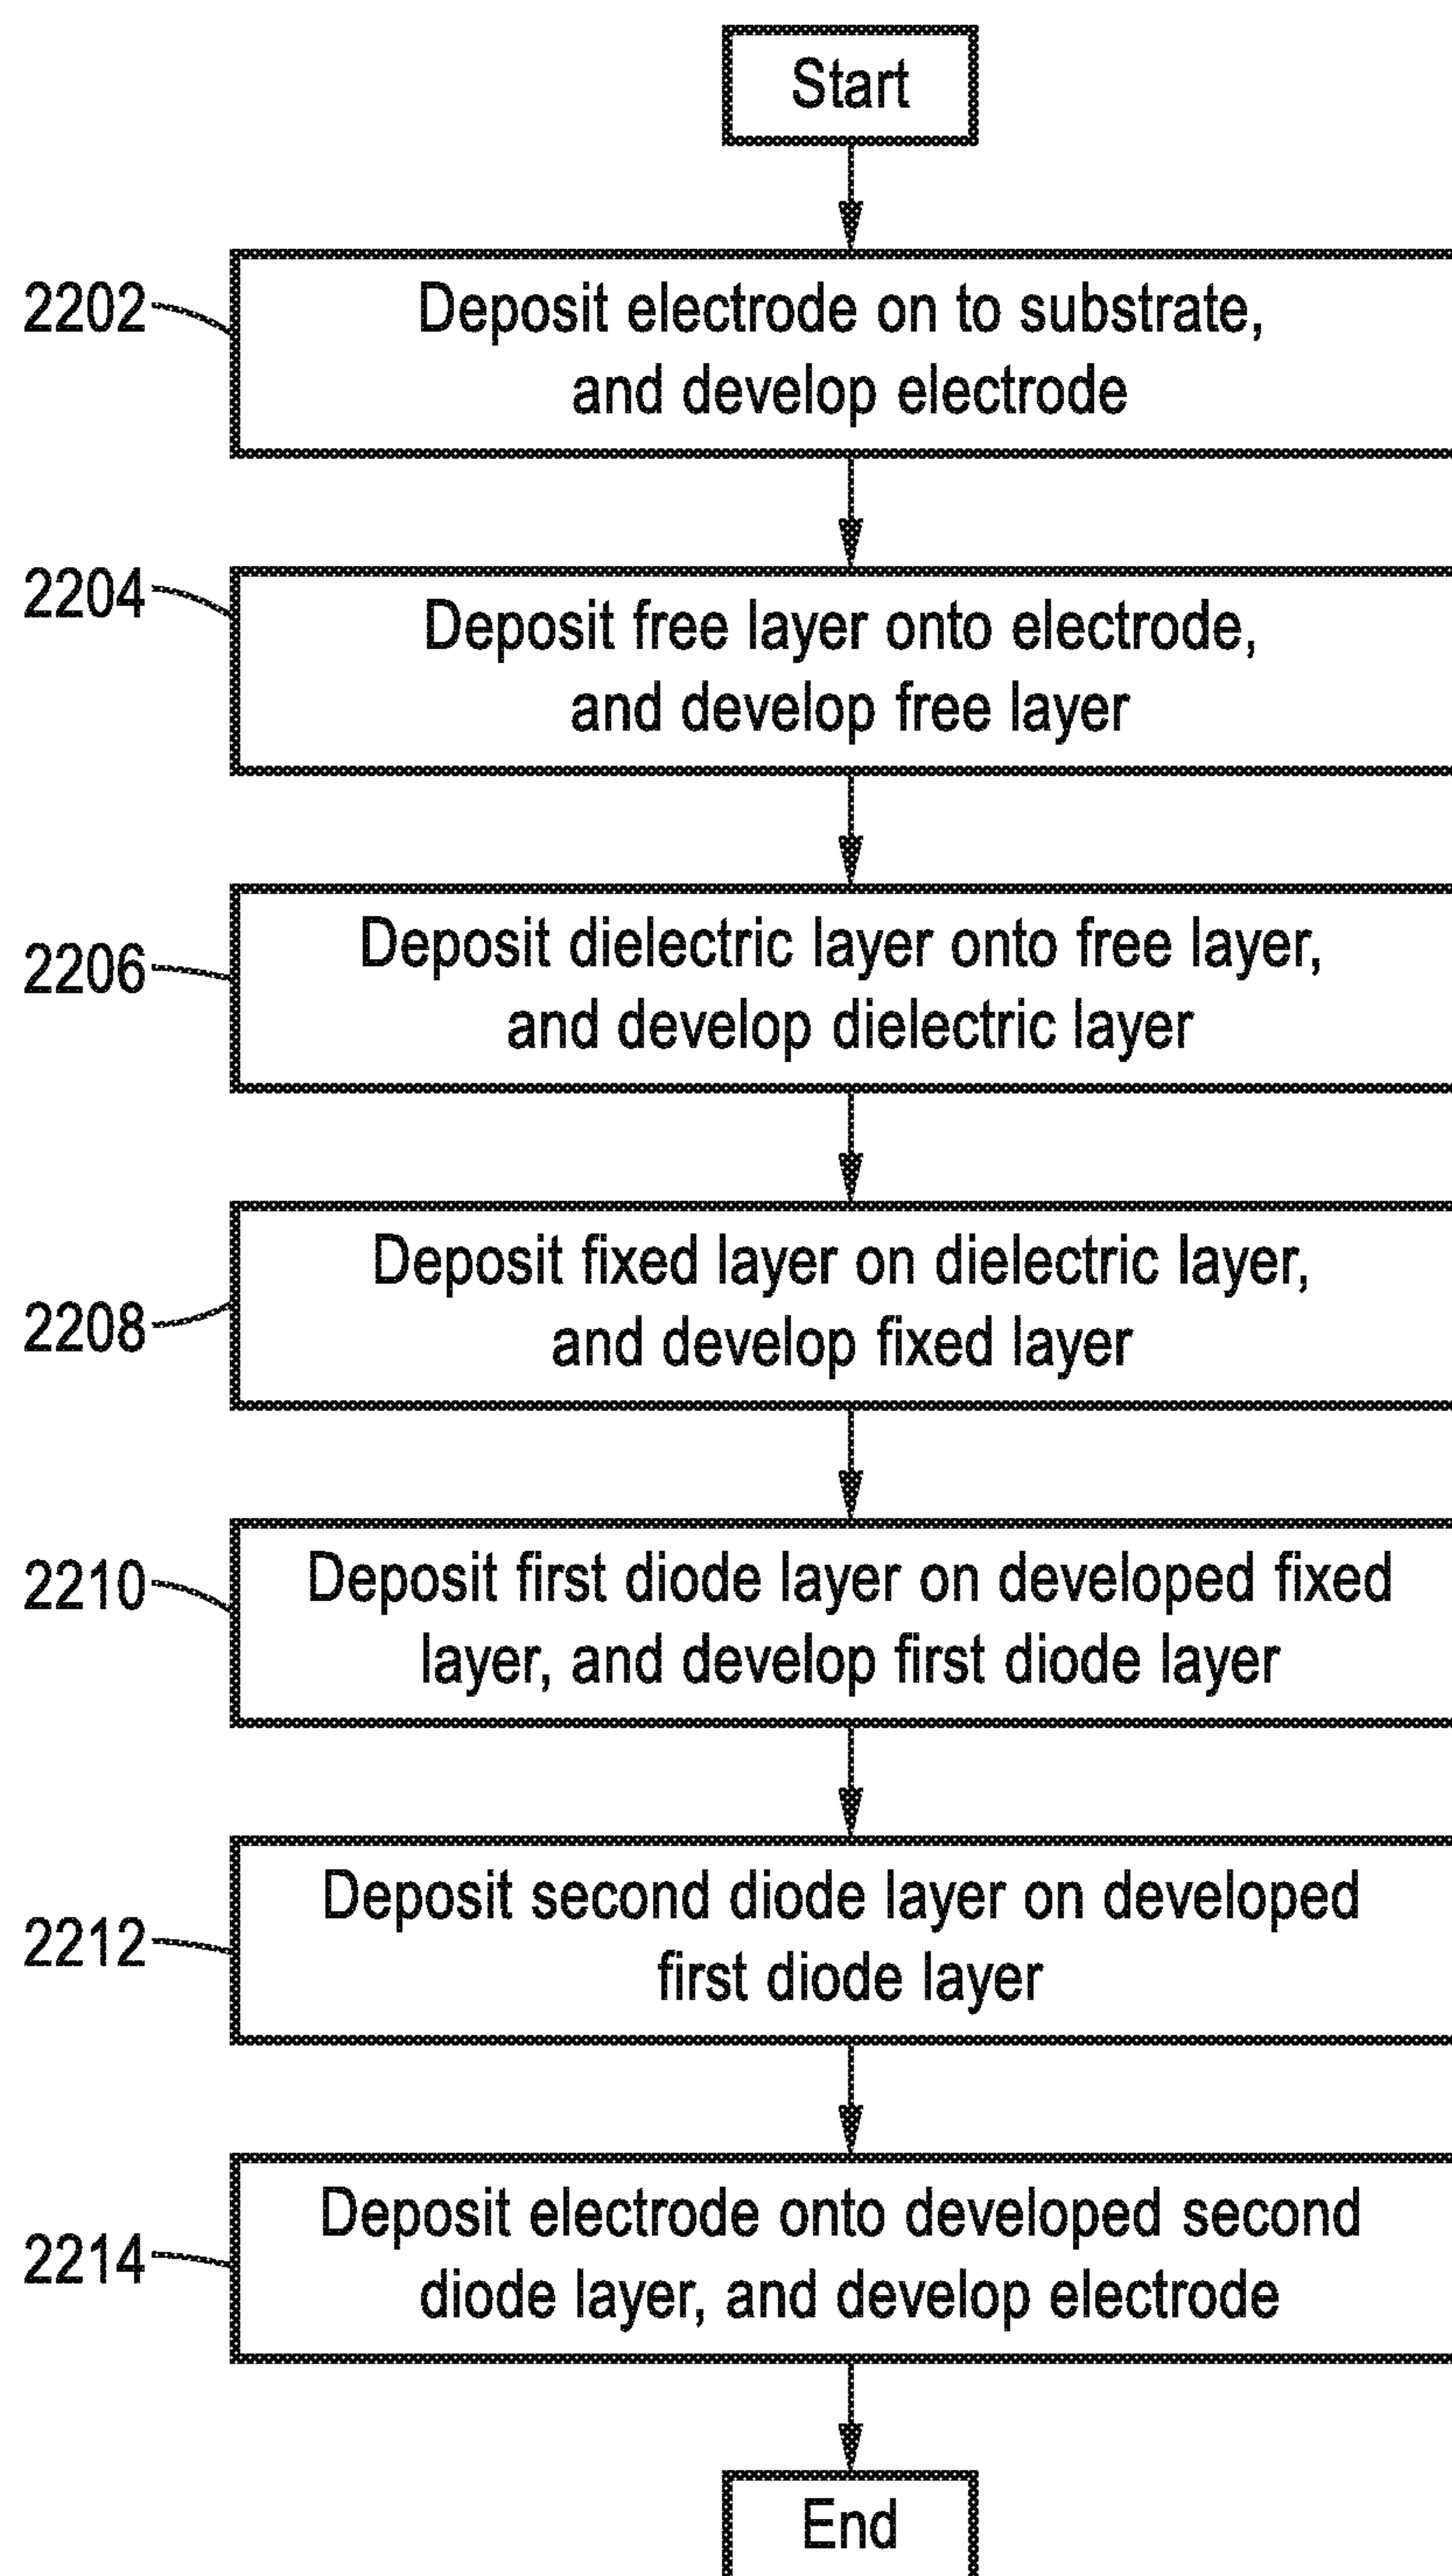 Start
2202
Deposit electrode on to substrate,
and develop electrode
2204
Deposit free layer onto electrode,
and develop free layer
2206
Deposit dielectric layer onto free layer,
and develop dielectric layer
2208
Deposit fixed layer on dielectric layer,
and develop fixed layer
2210
Deposit first diode layer on developed fixed
layer, and develop first diode layer
2212
Deposit second diode layer on developed
first diode layer
2214
Deposit electrode onto developed second
diode layer, and develop electrode
End